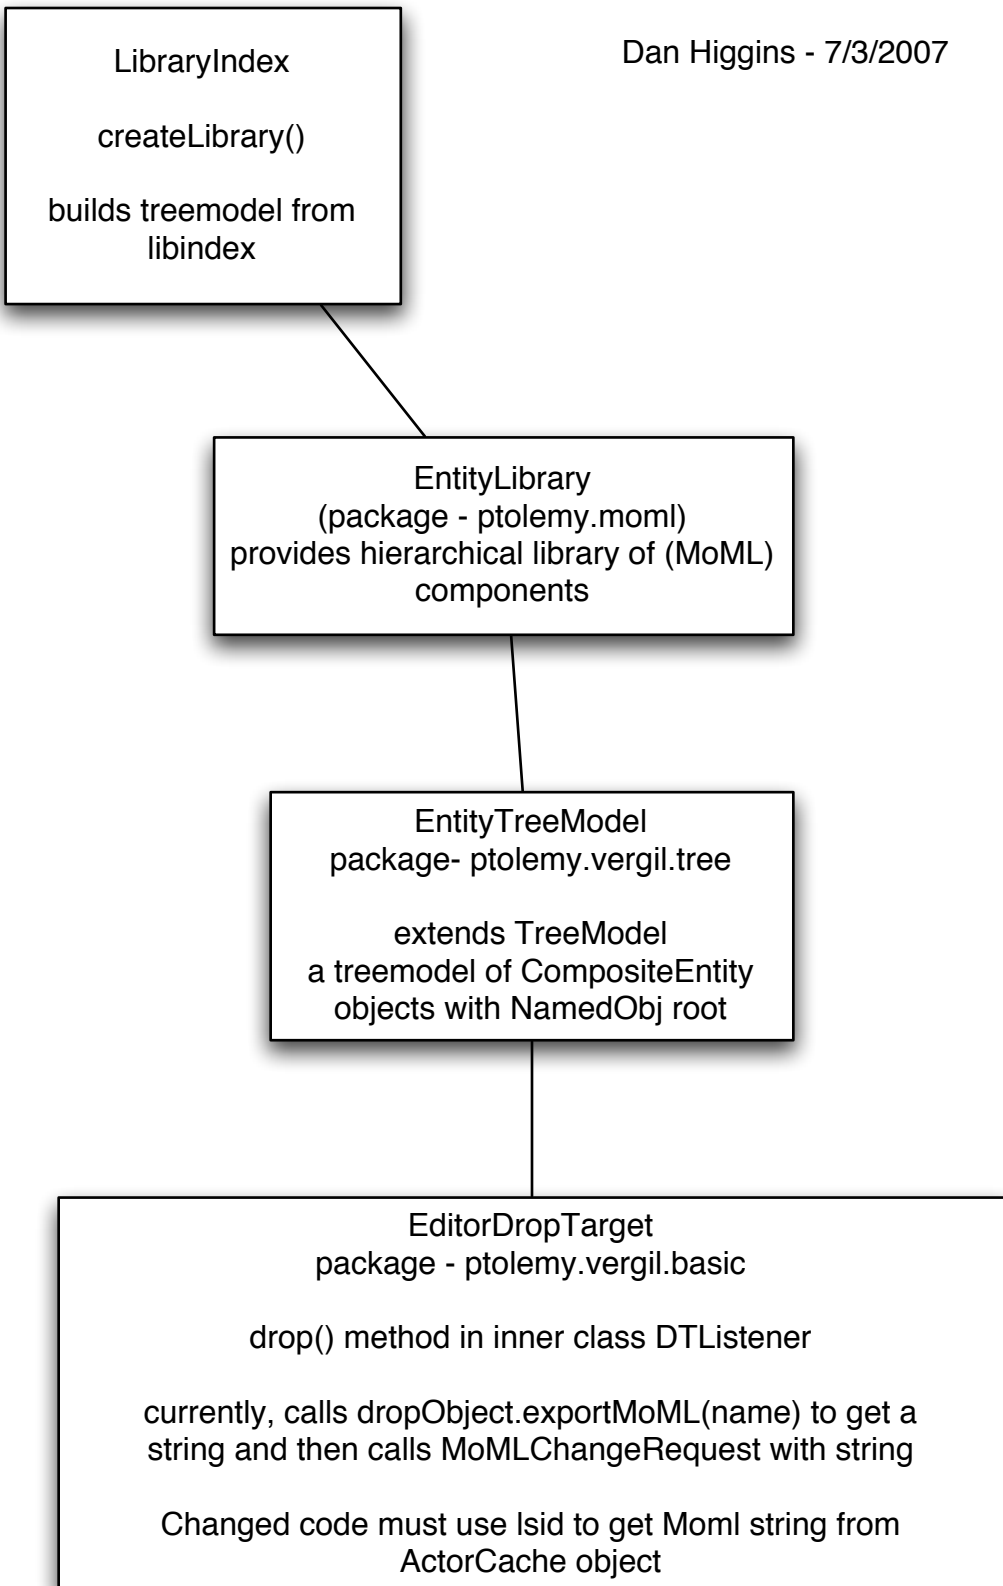 Dan Higgins - 7/3/2007
LibraryIndex
createLibrary()
builds treemodel from
libindex
EntityLibrary
(package - ptolemy.moml)
provides hierarchical library of (MoML)
components
EntityTreeModel
package- ptolemy.vergil.tree
extends TreeModel
a treemodel of CompositeEntity
objects with NamedObj root
EditorDropTarget
package - ptolemy.vergil.basic
drop() method in inner class DTListener
currently, calls dropObject.exportMoML(name) to get a
string and then calls MoMLChangeRequest with string
Changed code must use lsid to get Moml string from
ActorCache object